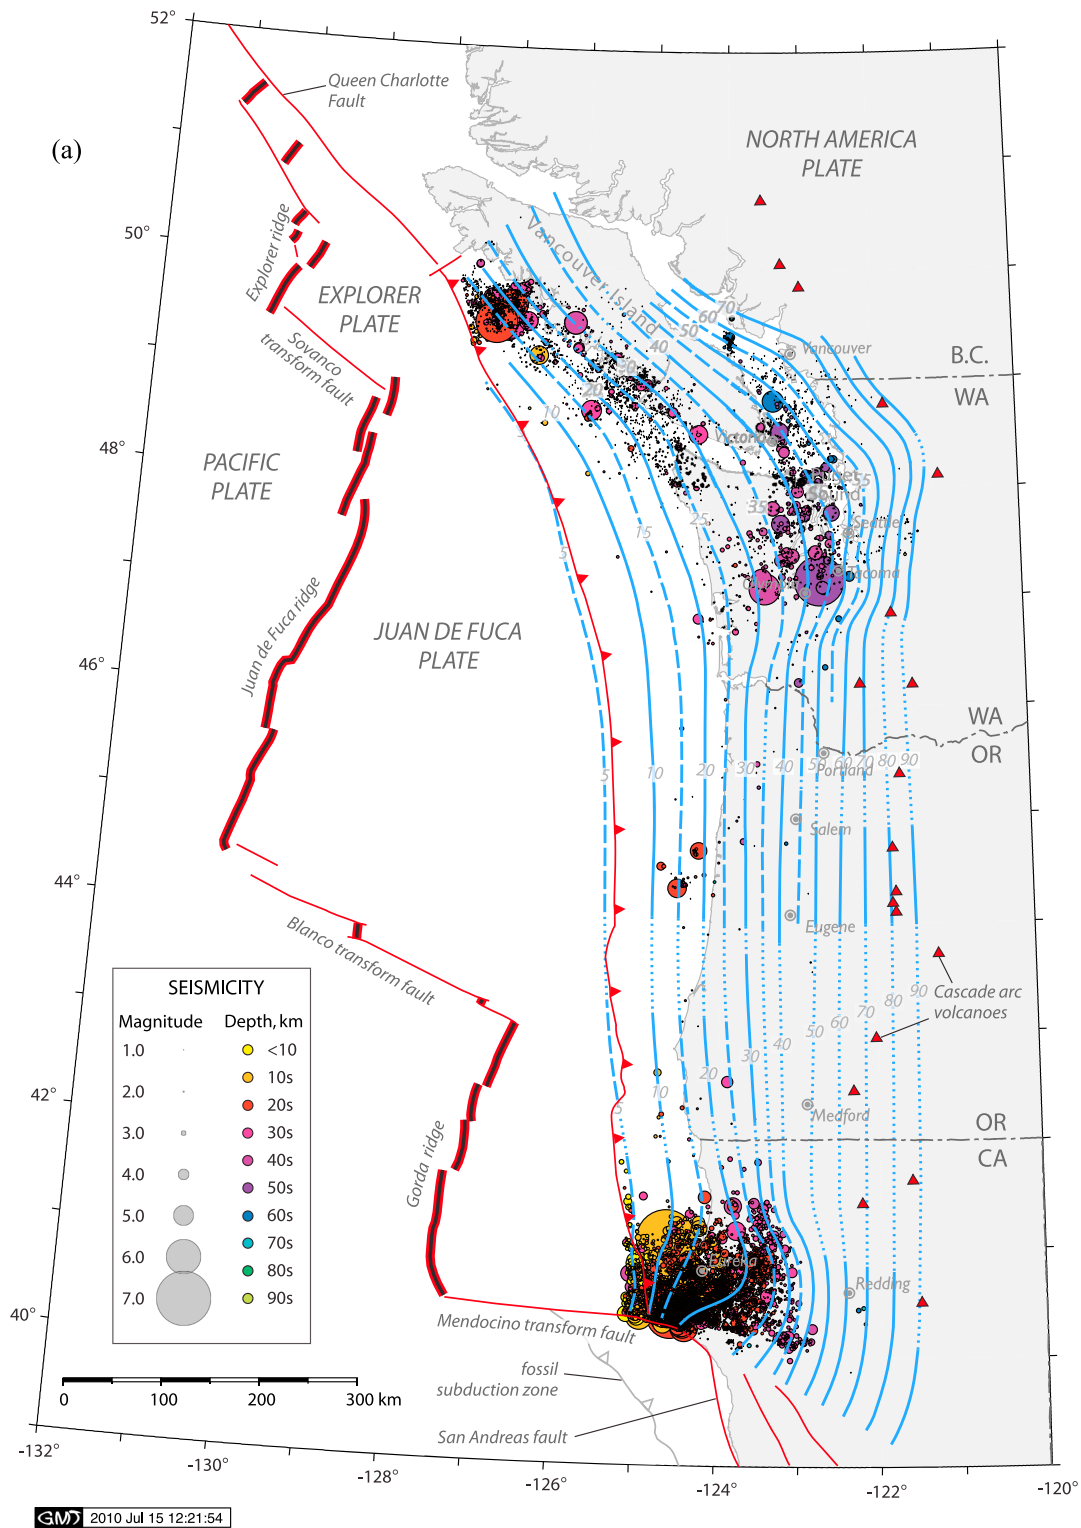 52°
Queen Charlotte
Fault
(a)
NORTH AMERICA
PLATE
50°
Explorer ridge
Vancouver Island
EXPLORER
PLATE
70
60
50
40
30
20
10
5
Sovanco
transform fault
Vancouver
B.C.
WA
48°
PACIFIC
PLATE
Victoria
55
35
25
15
5
Sound
Seattle
Tacoma
Juan de Fuca ridge
JUAN DE FUCA
PLATE
46°
WA
OR
5
10
20
30
40
50
60
70
80
90
Portland
Salem
44°
Eugene
Blanco transform fault
Cascade arc
volcanoes
5
10
20
30
40
50
60
70
80
90
SEISMICITY
Magnitude Depth, km
1.0 <10
2.0 10s
3.0 20s
4.0 30s
5.0 40s
6.0 50s
7.0 60s
70s
80s
90s
42°
Medford
OR
CA
Gorda ridge
Eureka
Redding
40°
Mendocino transform fault
fossil
subduction zone
San Andreas fault
0 100 200 300 km
-132° -130° -128° -126° -124° -122° -120°
GMT 2010 Jul 15 12:21:54